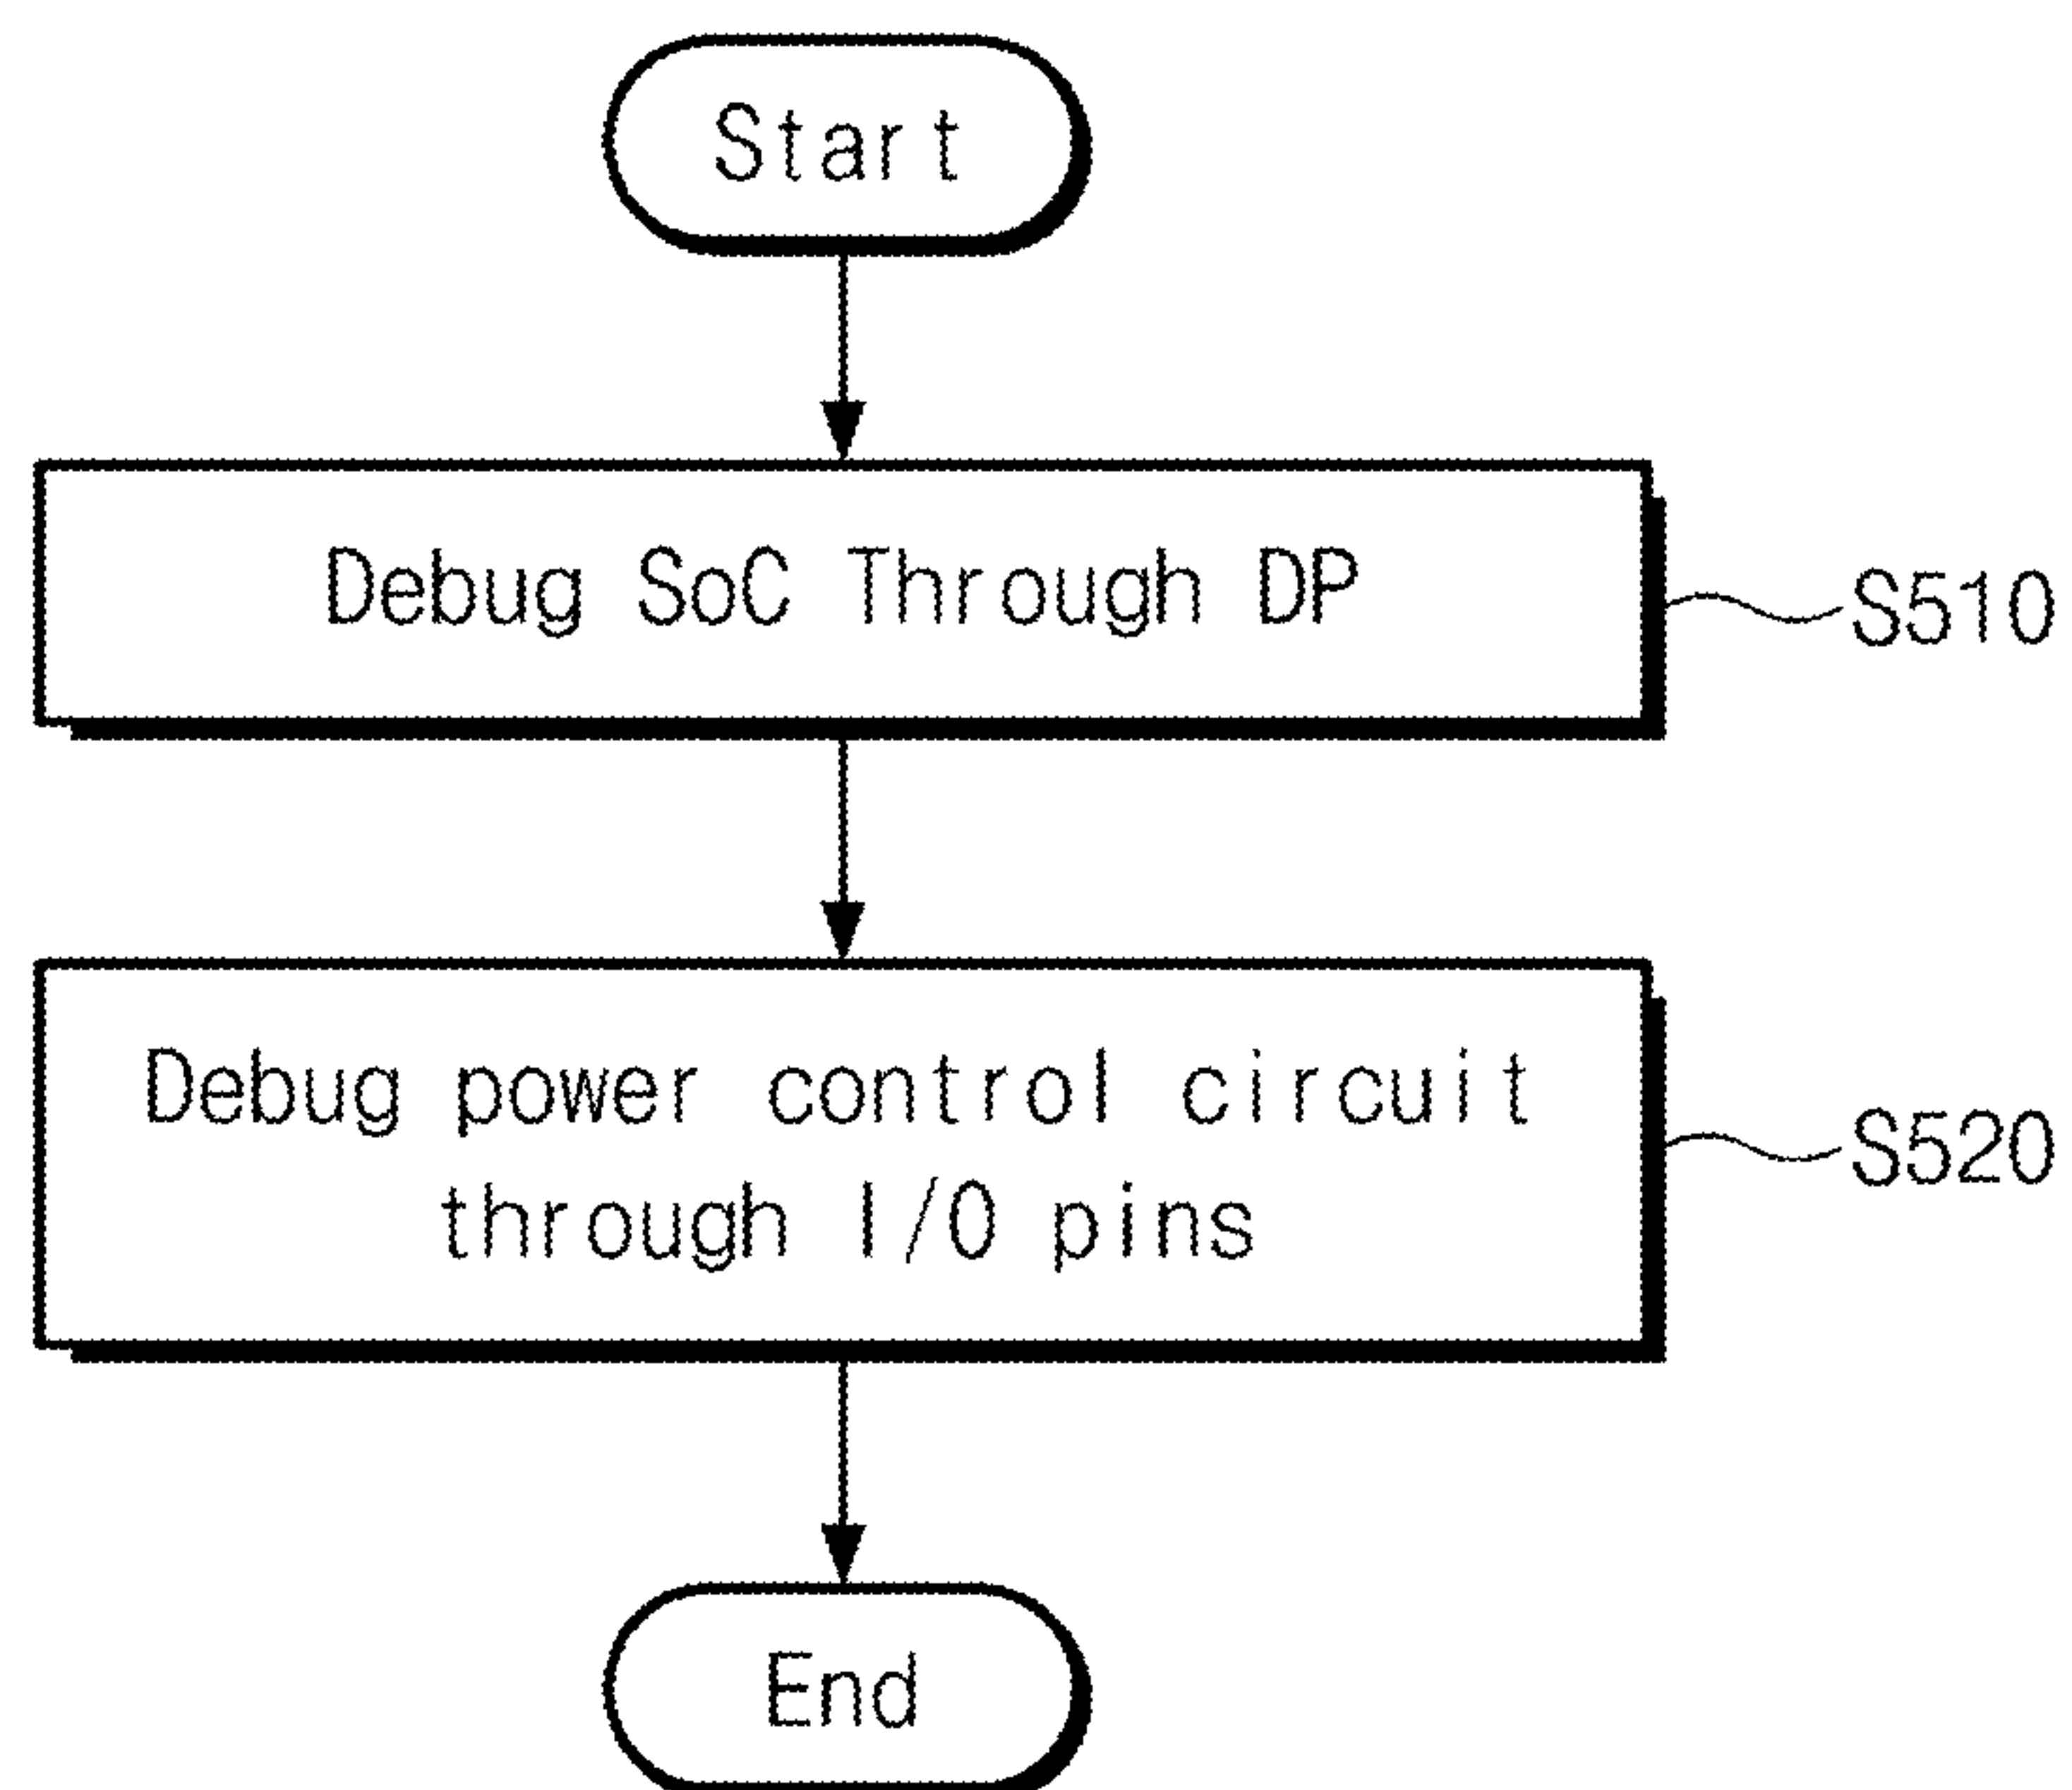 Start
Debug SoC Through DP
S510
Debug power control circuit
through I/O pins
S520
End